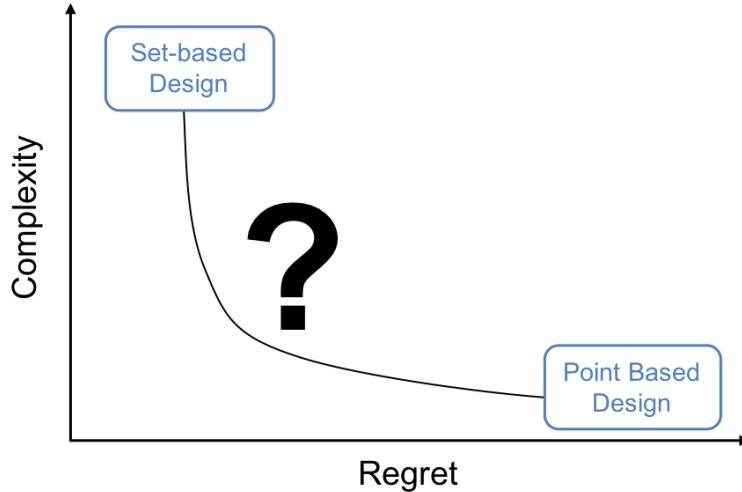 Set-based
Design
Complexity
?
Point Based
Design
Regret